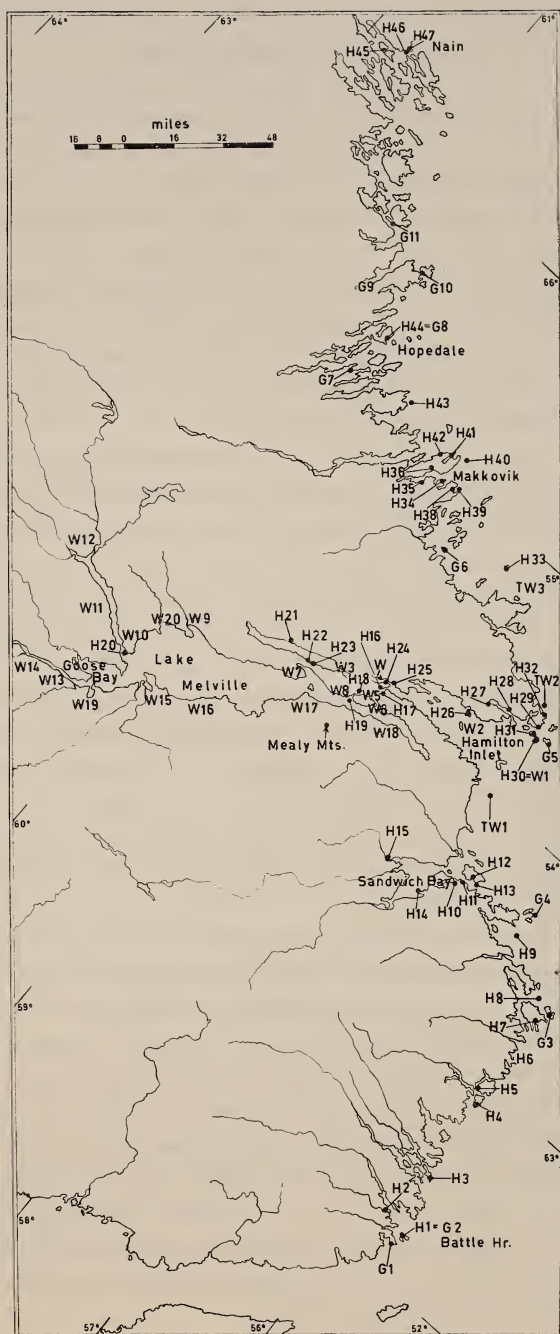 64° 63° 61°
H46
H47
H45
Nain
miles
16 8 0 16 32 48
G11
66°
G9
G10
H44=G8
Hopedale
G7
H43
H42
H41
H40
H36
Makkovik
H35
H34
H38
H39
G6
H33
55°
TW3
W12
W11
H20
W10
W20
W9
H21
H22
H23
H16
W
H24
W14
Goose
Bay
W13
W19
Lake
Melville
W15
W16
W7
W3
H18
H25
W8
W5
W6
H17
W17
H19
W18
H32
H28
TW2
H27
H29
H26
W2
H31
Hamilton
Inlet
G5
H30=W1
Mealy Mts.
TW1
60°
54°
H15
H12
Sandwich Bay
H13
H14
H10
H11
G4
H9
H8
59°
H7
G3
H6
H5
H4
53°
H3
58°
H2
H1=G2
Battle Hr.
G1
57° 56° 52°